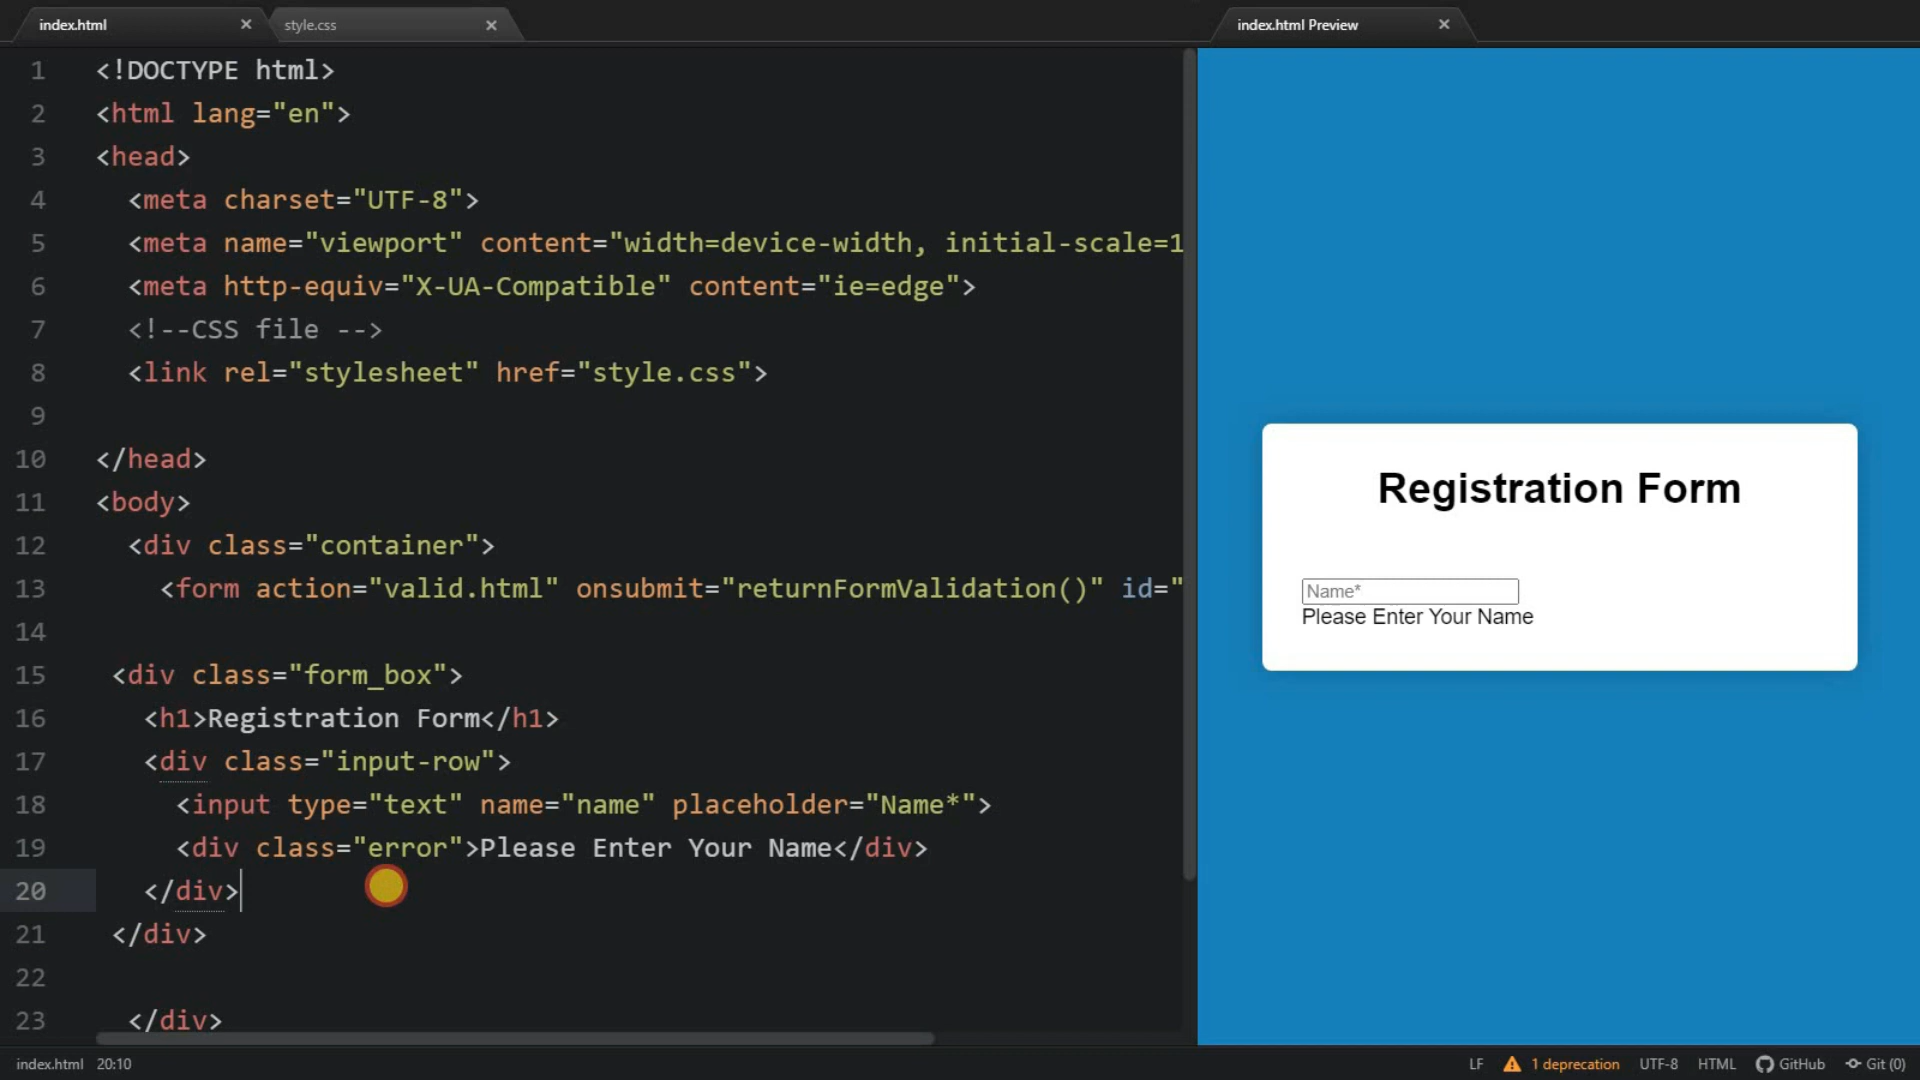 index.html
style.css
index.html Preview
1 <!DOCTYPE html>
2 <html lang="en">
3 <head>
4 <meta charset="UTF-8">
5 <meta name="viewport" content="width=device-width, initial-scale=1
6 <meta http-equiv="X-UA-Compatible" content="ie=edge">
7 <!--CSS file -->
8 <link rel="stylesheet" href="style.css">
9
10 </head>
11 <body>
12 <div class="container">
13 <form action="valid.html" onsubmit="returnFormValidation()" id="
14
15 <div class="form_box">
16 <h1>Registration Form</h1>
17 <div class="input-row">
18 <input type="text" name="name" placeholder="Name*">
19 <div class="error">Please Enter Your Name</div>
20 </div>
21 </div>
22
23 </div>
Registration Form
Name*
Please Enter Your Name
index.html 20:10
LF 1 deprecation UTF-8 HTML GitHub Git (0)